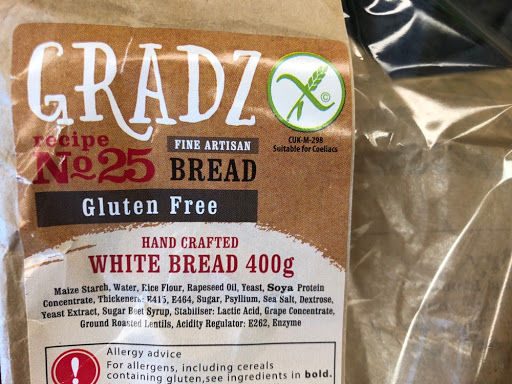 GRADZ
recipe
No25
FINE ARTISAN
BREAD
©
CUK-M-298
Suitable for Coeliacs
Gluten Free
HAND CRAFTED
WHITE BREAD 400g
Maize Starch, Water, Rice Flour, Rapeseed Oil, Yeast, Soya Protein
Concentrate, Thickeners: E415, E464, Sugar, Psyllium, Sea Salt, Dextrose,
Yeast Extract, Sugar Beet Syrup, Stabiliser: Lactic Acid, Grape Concentrate,
Ground Roasted Lentils, Acidity Regulator: E262, Enzyme
Allergy advice
For allergens, including cereals
containing gluten,see ingredients in bold.